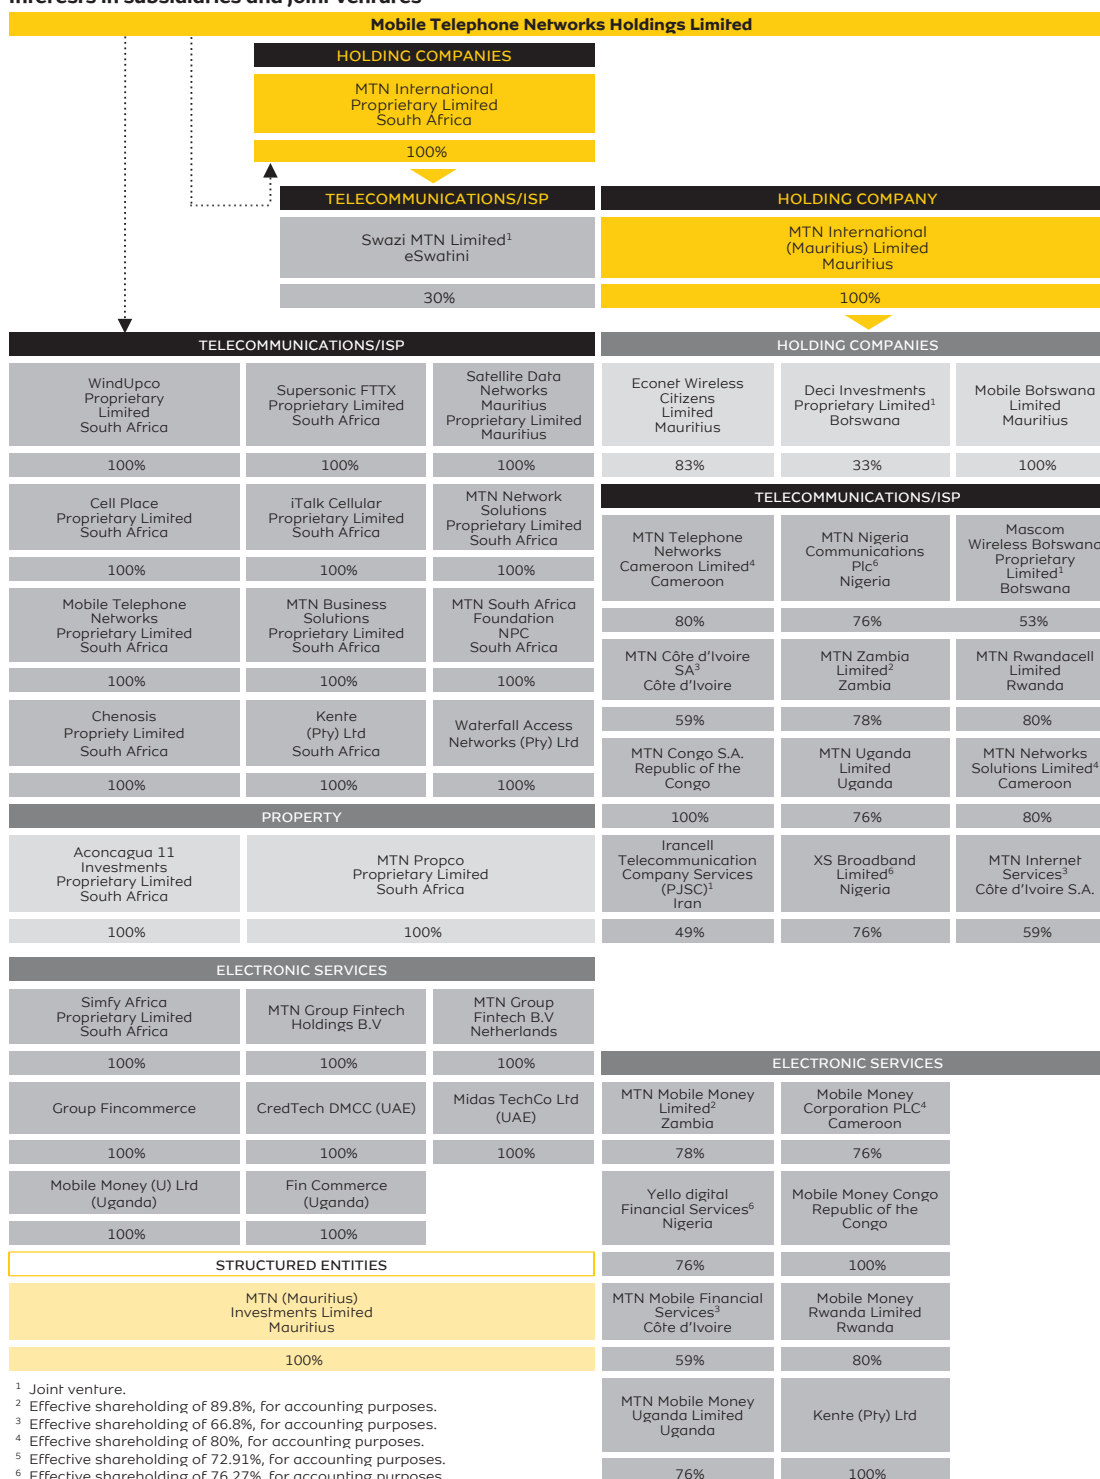 Interests in subsidiaries and joint ventures
Mobile Telephone Networks Holdings Limited
HOLDING COMPANIES
MTN International
Proprietary Limited
South Africa
100%
TELECOMMUNICATIONS/ISP
Swazi MTN Limited¹
eSwatini
30%
HOLDING COMPANY
MTN International
(Mauritius) Limited
Mauritius
100%
TELECOMMUNICATIONS/ISP
WindUpco
Proprietary
Limited
South Africa
100%
Supersonic FTTX
Proprietary Limited
South Africa
100%
Satellite Data
Networks
Mauritius
Proprietary Limited
Mauritius
100%
Cell Place
Proprietary Limited
South Africa
100%
iTalk Cellular
Proprietary Limited
South Africa
100%
MTN Network
Solutions
Proprietary Limited
South Africa
100%
Mobile Telephone
Networks
Proprietary Limited
South Africa
100%
MTN Business
Solutions
Proprietary Limited
South Africa
100%
MTN South Africa
Foundation
NPC
South Africa
100%
Chenosis
Propriety Limited
South Africa
100%
Kente
(Pty) Ltd
South Africa
100%
Waterfall Access
Networks (Pty) Ltd
100%
PROPERTY
Aconcagua 11
Investments
Proprietary Limited
South Africa
100%
MTN Propco
Proprietary Limited
South Africa
100%
ELECTRONIC SERVICES
Simfy Africa
Proprietary Limited
South Africa
100%
MTN Group Fintech
Holdings B.V
100%
MTN Group
Fintech B.V
Netherlands
100%
Group Fincommerce
100%
CredTech DMCC (UAE)
100%
Midas TechCo Ltd
(UAE)
100%
Mobile Money (U) Ltd
(Uganda)
100%
Fin Commerce
(Uganda)
100%
STRUCTURED ENTITIES
MTN (Mauritius)
Investments Limited
Mauritius
100%
HOLDING COMPANIES
Econet Wireless
Citizens
Limited
Mauritius
83%
Deci Investments
Proprietary Limited¹
Botswana
33%
Mobile Botswana
Limited
Mauritius
100%
TELECOMMUNICATIONS/ISP
MTN Telephone
Networks
Cameroon Limited⁴
Cameroon
80%
MTN Nigeria
Communications
Plc⁶
Nigeria
76%
Mascom
Wireless Botswana
Proprietary
Limited¹
Botswana
53%
MTN Côte d'Ivoire
SA³
Côte d'Ivoire
59%
MTN Zambia
Limited²
Zambia
78%
MTN Rwandacell
Limited
Rwanda
80%
MTN Congo S.A.
Republic of the
Congo
100%
MTN Uganda
Limited
Uganda
76%
MTN Networks
Solutions Limited⁴
Cameroon
80%
Irancell
Telecommunication
Company Services
(PJSC)¹
Iran
49%
XS Broadband
Limited⁶
Nigeria
76%
MTN Internet
Services³
Côte d'Ivoire S.A.
59%
ELECTRONIC SERVICES
MTN Mobile Money
Limited²
Zambia
78%
Mobile Money
Corporation PLC⁴
Cameroon
76%
Yello digital
Financial Services⁶
Nigeria
76%
Mobile Money Congo
Republic of the
Congo
100%
MTN Mobile Financial
Services³
Côte d'Ivoire
59%
Mobile Money
Rwanda Limited
Rwanda
80%
MTN Mobile Money
Uganda Limited
Uganda
76%
Kente (Pty) Ltd
100%
¹ Joint venture.
² Effective shareholding of 89.8%, for accounting purposes.
³ Effective shareholding of 66.8%, for accounting purposes.
⁴ Effective shareholding of 80%, for accounting purposes.
⁵ Effective shareholding of 72.91%, for accounting purposes.
⁶ Effective shareholding of 76.27%, for accounting purposes